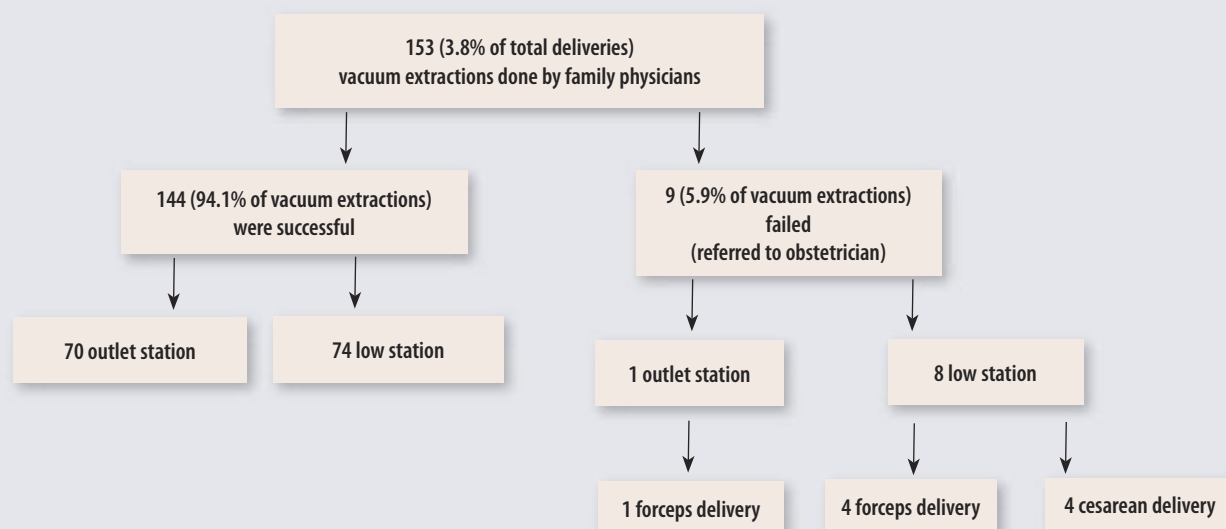 153 (3.8% of total deliveries)
vacuum extractions done by family physicians
144 (94.1% of vacuum extractions)
were successful
9 (5.9% of vacuum extractions)
failed
(referred to obstetrician)
70 outlet station
74 low station
1 outlet station
8 low station
1 forceps delivery
4 forceps delivery
4 cesarean delivery